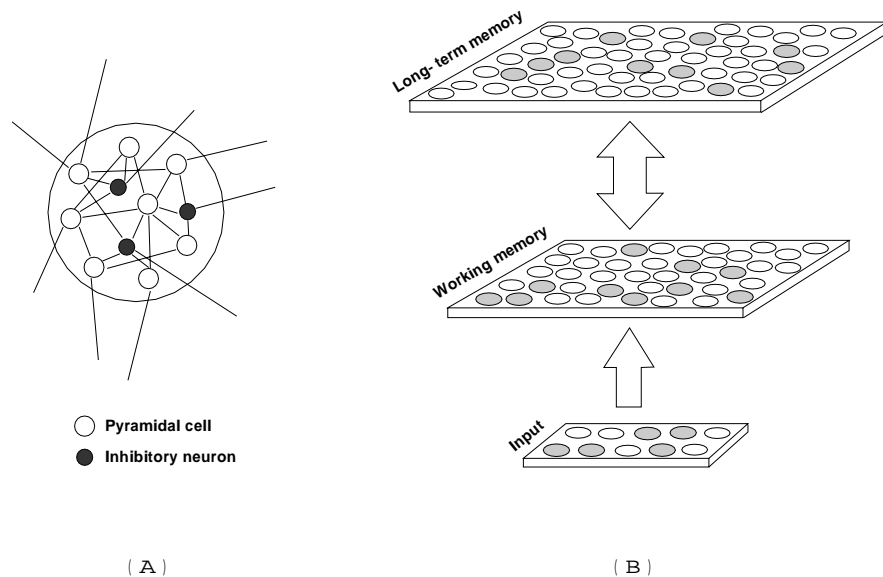 Long- term memory
Working memory
Input
Pyramidal cell
Inhibitory neuron
( A )
( B )